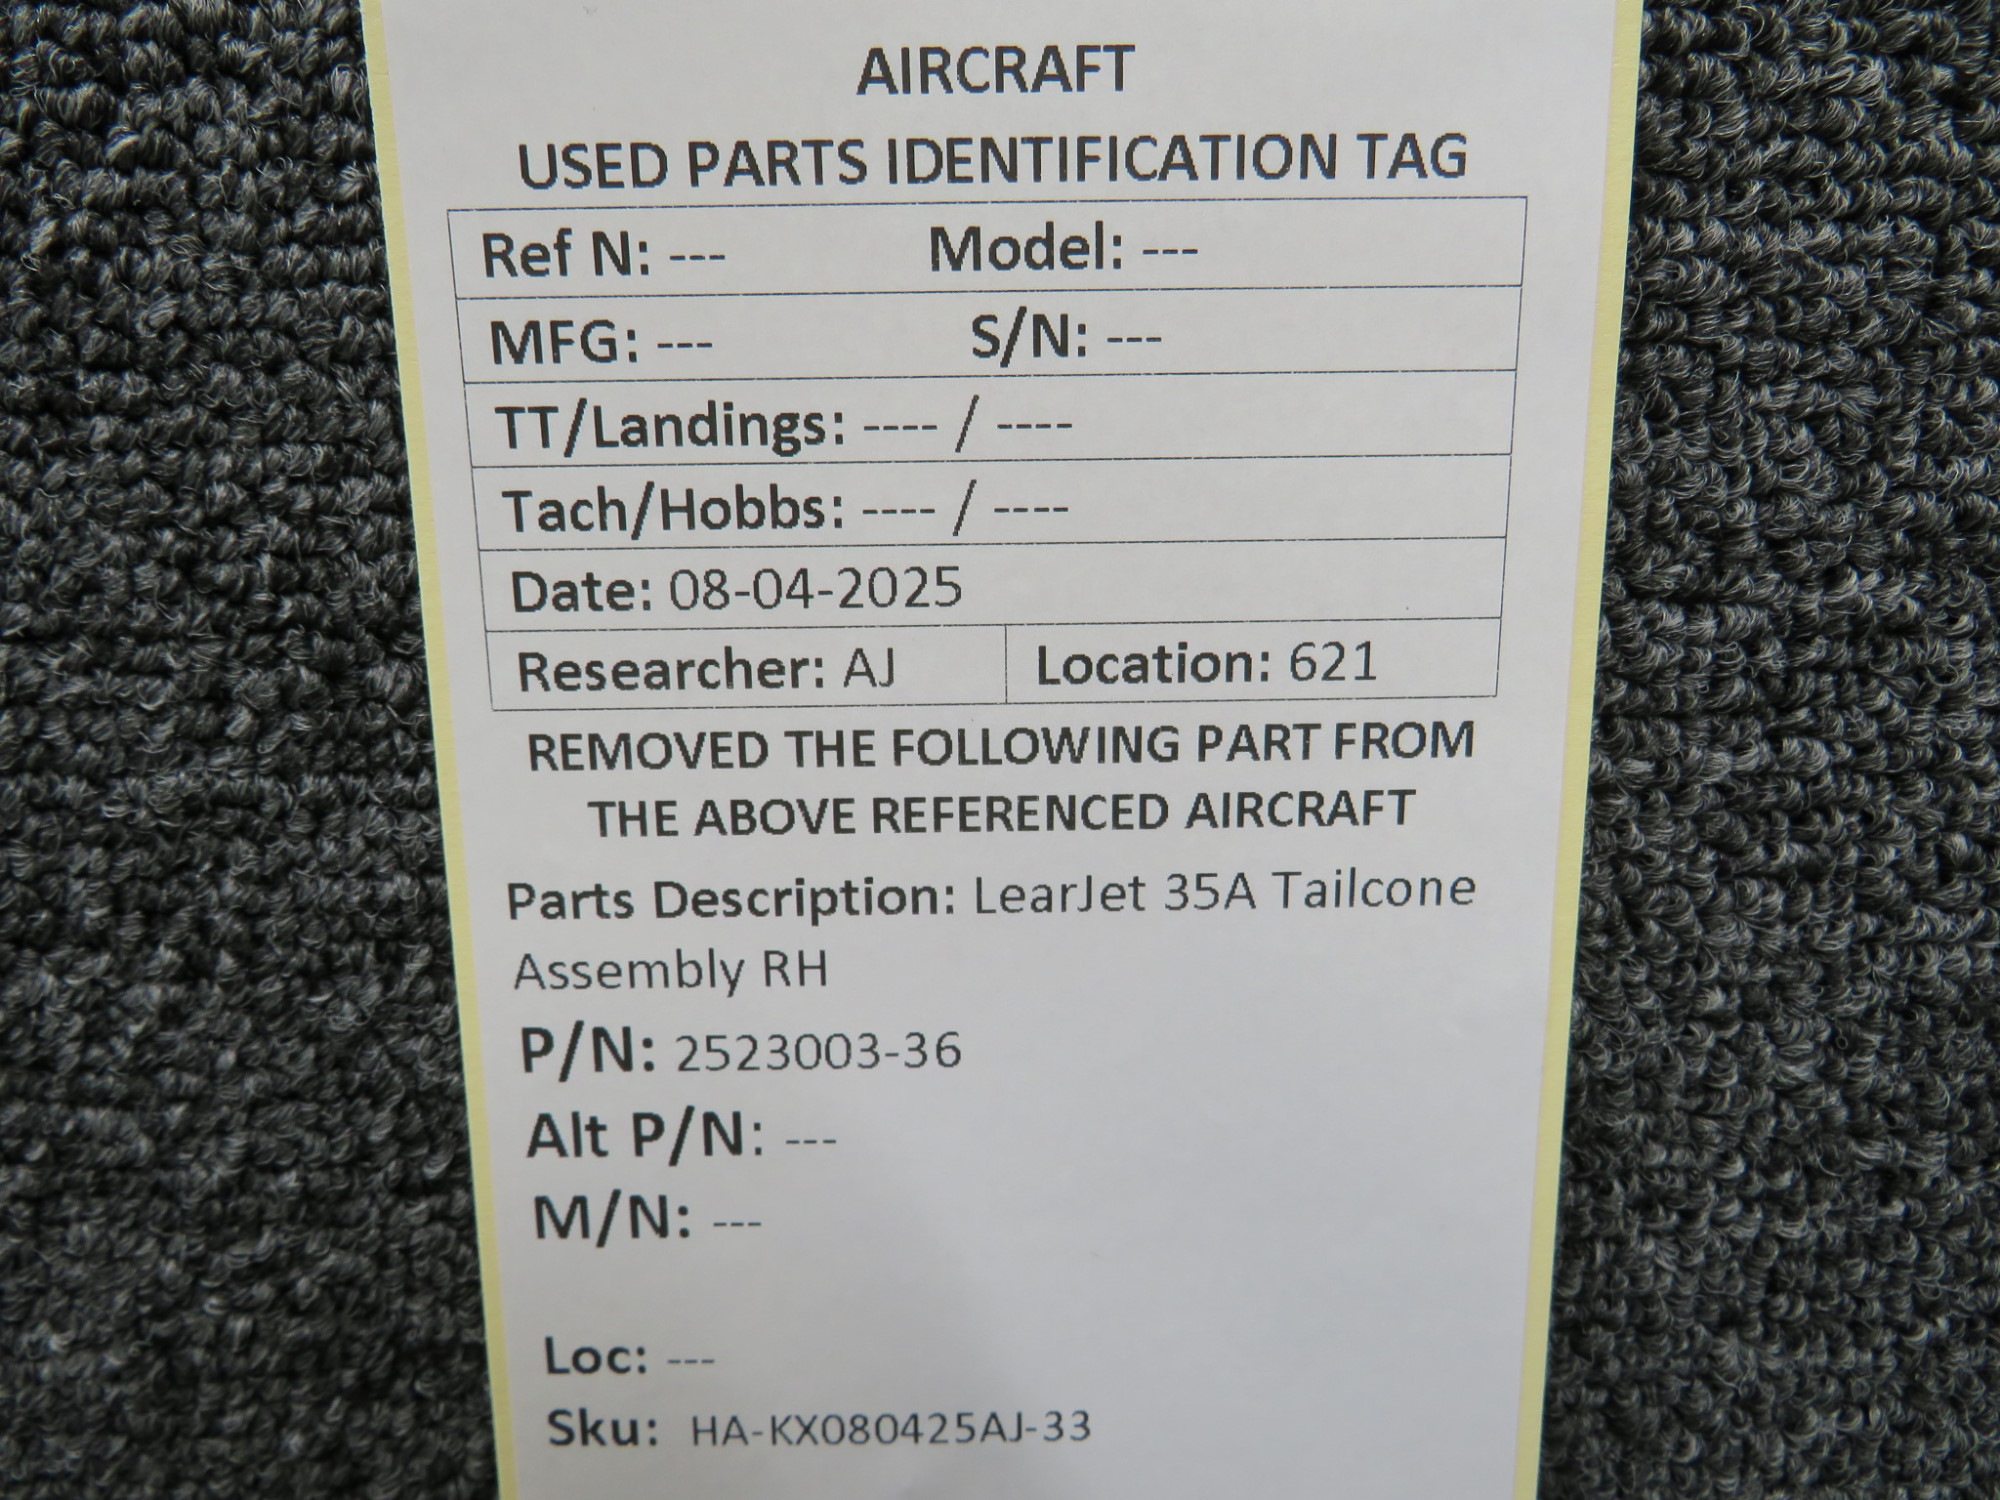 AIRCRAFT
USED PARTS IDENTIFICATION TAG
Ref N: --- Model: ---
MFG: --- S/N: ---
TT/Landings: ---- / ----
Tach/Hobbs: ---- / ----
Date: 08-04-2025
Researcher: AJ Location: 621
REMOVED THE FOLLOWING PART FROM
THE ABOVE REFERENCED AIRCRAFT
Parts Description: LearJet 35A Tailcone
Assembly RH
P/N: 2523003-36
Alt P/N: ---
M/N: ---
Loc: ---
Sku: HA-KX080425AJ-33